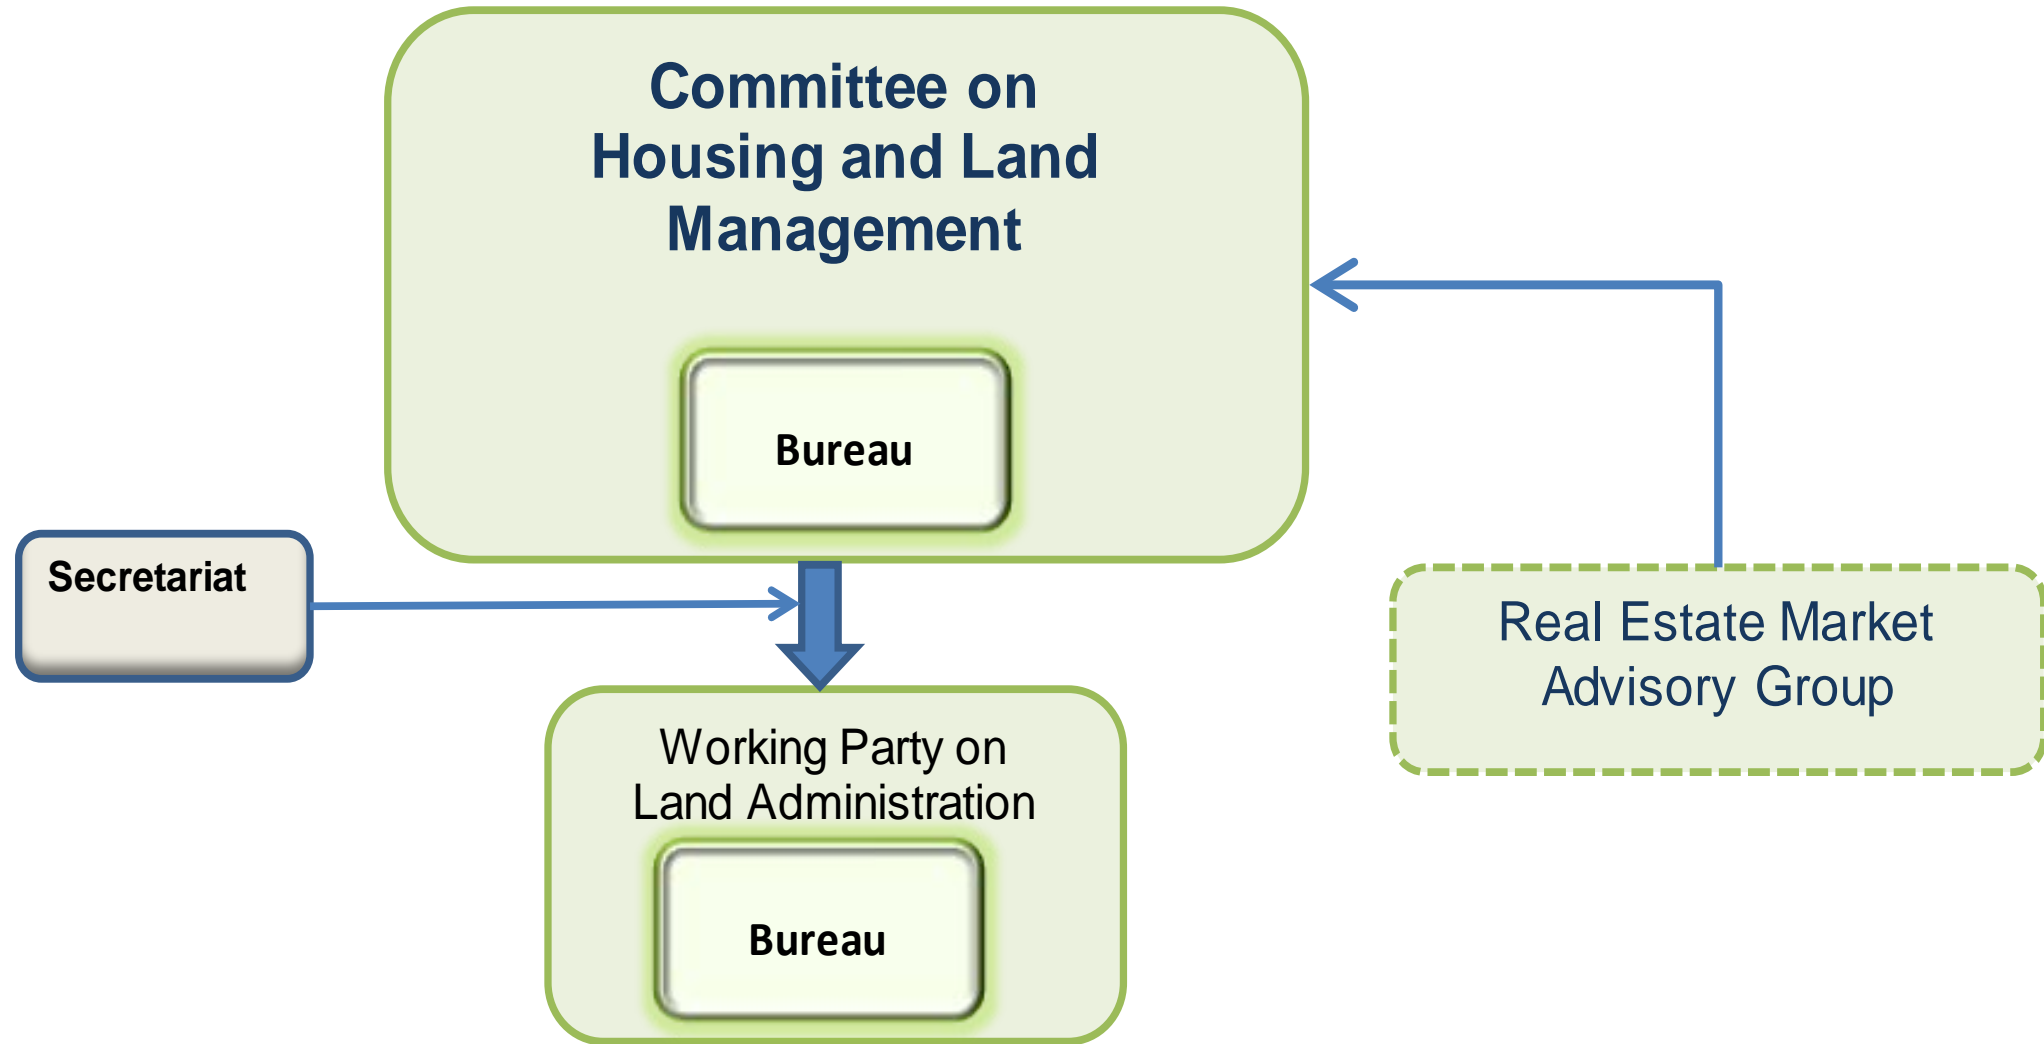 Committee on
Housing and Land
Management
Bureau
Secretariat
Real Estate Market
Advisory Group
Working Party on
Land Administration
Bureau